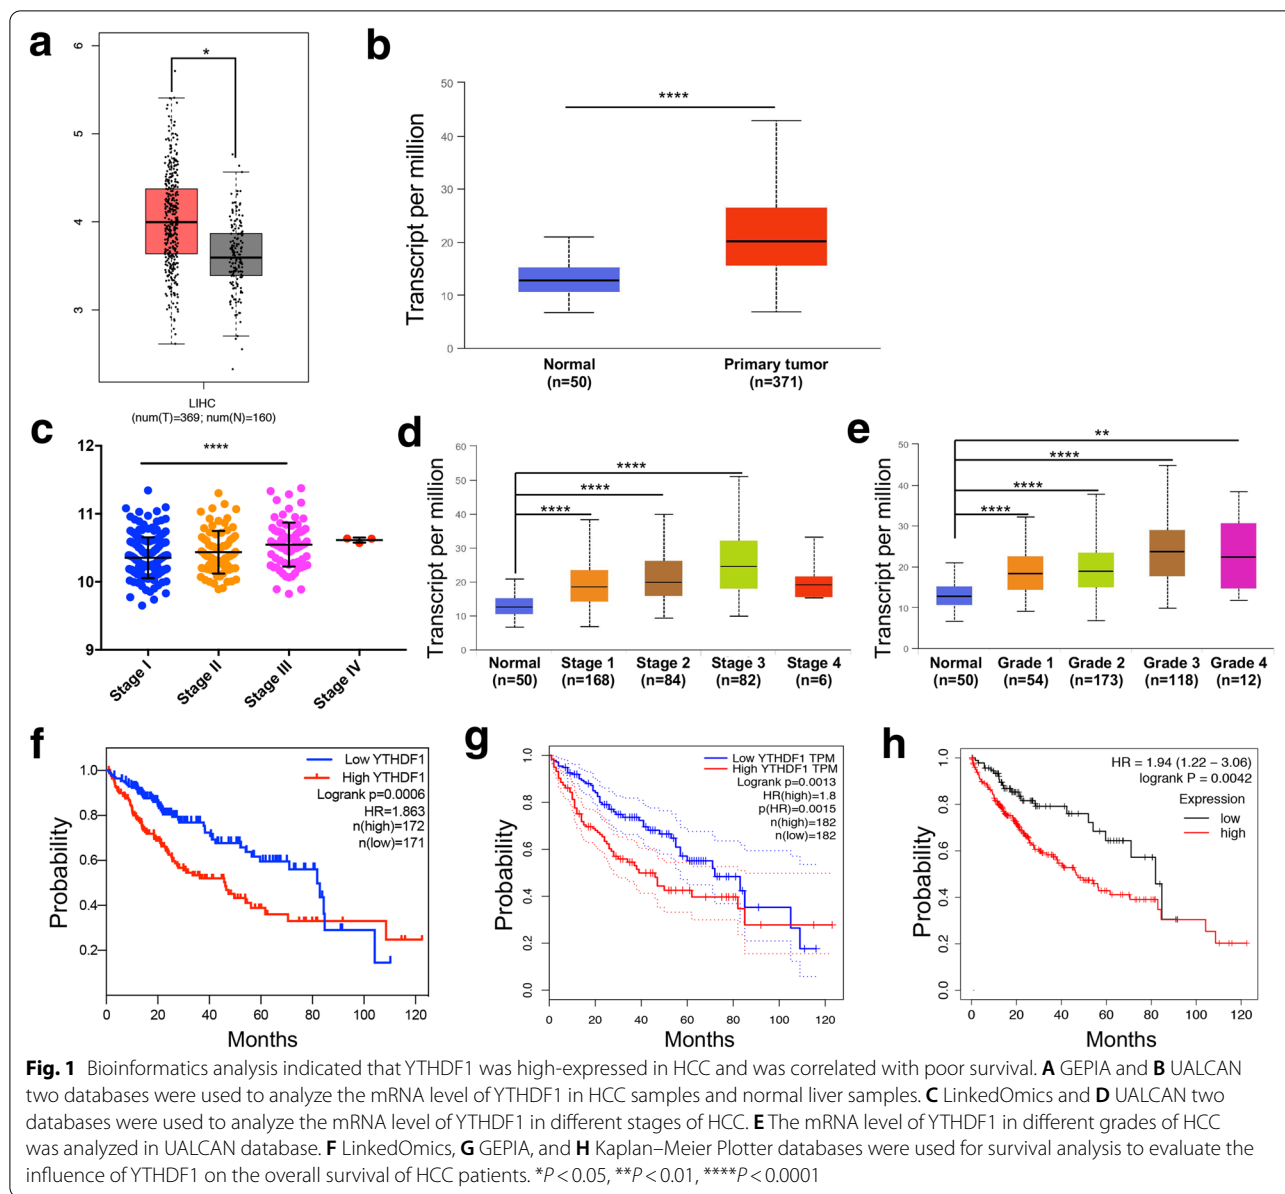 a
6
5
4
3
*
LIHC
(num(T)=369; num(N)=160)
b
Transcript per million
50
40
30
20
10
0
****
Normal
(n=50)
Primary tumor
(n=371)
c
12
11
10
9
****
Stage I
Stage II
Stage III
Stage IV
d
Transcript per million
60
50
40
30
20
10
0
****
****
****
Normal
(n=50)
Stage 1
(n=168)
Stage 2
(n=84)
Stage 3
(n=82)
Stage 4
(n=6)
e
Transcript per million
50
40
30
20
10
0
**
****
****
****
Normal
(n=50)
Grade 1
(n=54)
Grade 2
(n=173)
Grade 3
(n=118)
Grade 4
(n=12)
f
Probability
1.0
0.8
0.6
0.4
0.2
Low YTHDF1
High YTHDF1
Logrank p=0.0006
HR=1.863
n(high)=172
n(low)=171
0 20 40 60 80 100 120
Months
g
Probability
1.0
0.8
0.6
0.4
0.2
0.0
Low YTHDF1 TPM
High YTHDF1 TPM
Logrank p=0.0013
HR(high)=1.8
p(HR)=0.0015
n(high)=182
n(low)=182
0 20 40 60 80 100 120
Months
h
Probability
1.0
0.8
0.6
0.4
0.2
0.0
HR = 1.94 (1.22 − 3.06)
logrank P = 0.0042
Expression
low
high
0 20 40 60 80 100 120
Months
Fig. 1 Bioinformatics analysis indicated that YTHDF1 was high-expressed in HCC and was correlated with poor survival. A GEPIA and B UALCAN
two databases were used to analyze the mRNA level of YTHDF1 in HCC samples and normal liver samples. C LinkedOmics and D UALCAN two
databases were used to analyze the mRNA level of YTHDF1 in different stages of HCC. E The mRNA level of YTHDF1 in different grades of HCC
was analyzed in UALCAN database. F LinkedOmics, G GEPIA, and H Kaplan–Meier Plotter databases were used for survival analysis to evaluate the
influence of YTHDF1 on the overall survival of HCC patients. *P < 0.05, **P < 0.01, ****P < 0.0001